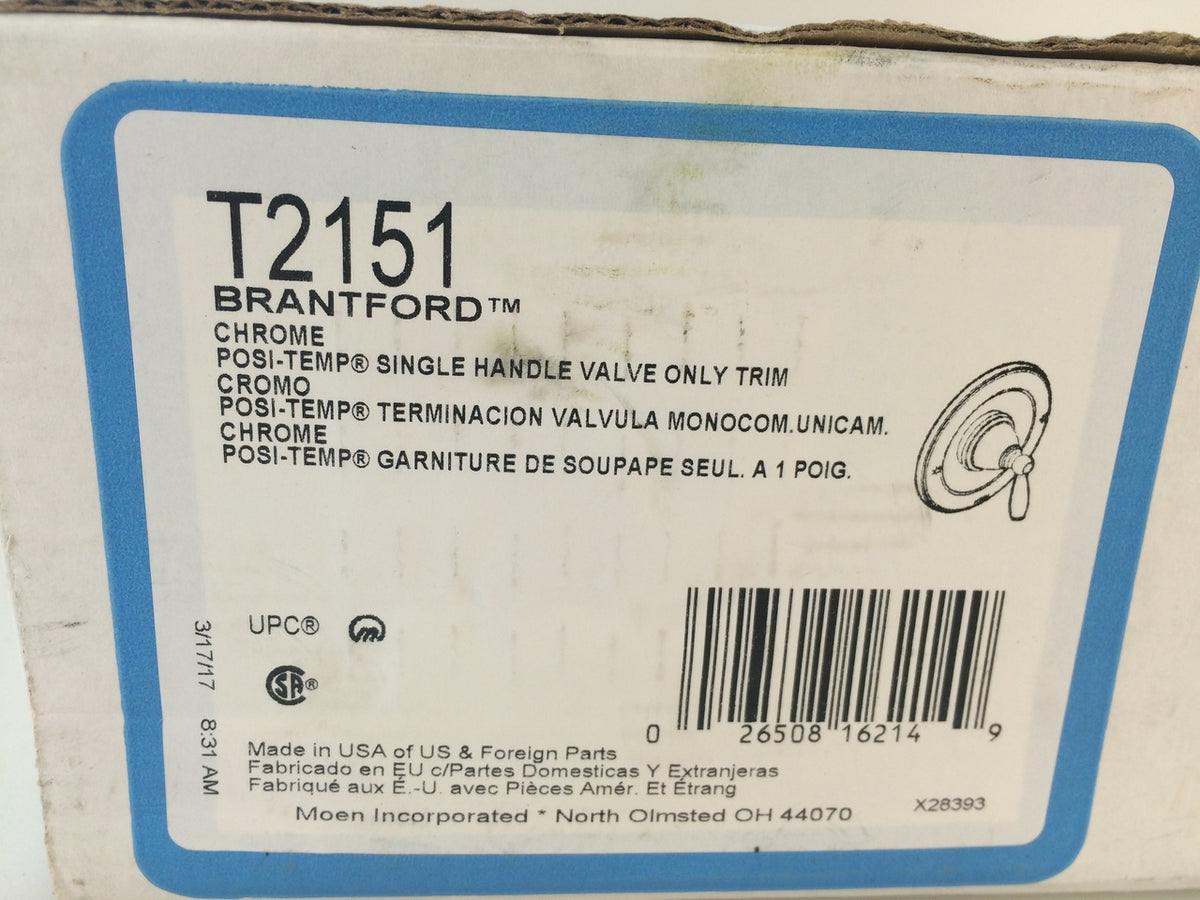 T2151
BRANTFORD™
CHROME
POSI-TEMP® SINGLE HANDLE VALVE ONLY TRIM
CROMO
POSI-TEMP® TERMINACION VALVULA MONOCOM.UNICAM.
CHROME
POSI-TEMP® GARNITURE DE SOUPAPE SEUL. A 1 POIG.
UPC®
SA®
3/17/17 8:31 AM
0 26508 16214 9
Made in USA of US & Foreign Parts
Fabricado en EU c/Partes Domesticas Y Extranjeras
Fabriqué aux É.-U. avec Pièces Amér. Et Étrang
Moen Incorporated * North Olmsted OH 44070
X28393